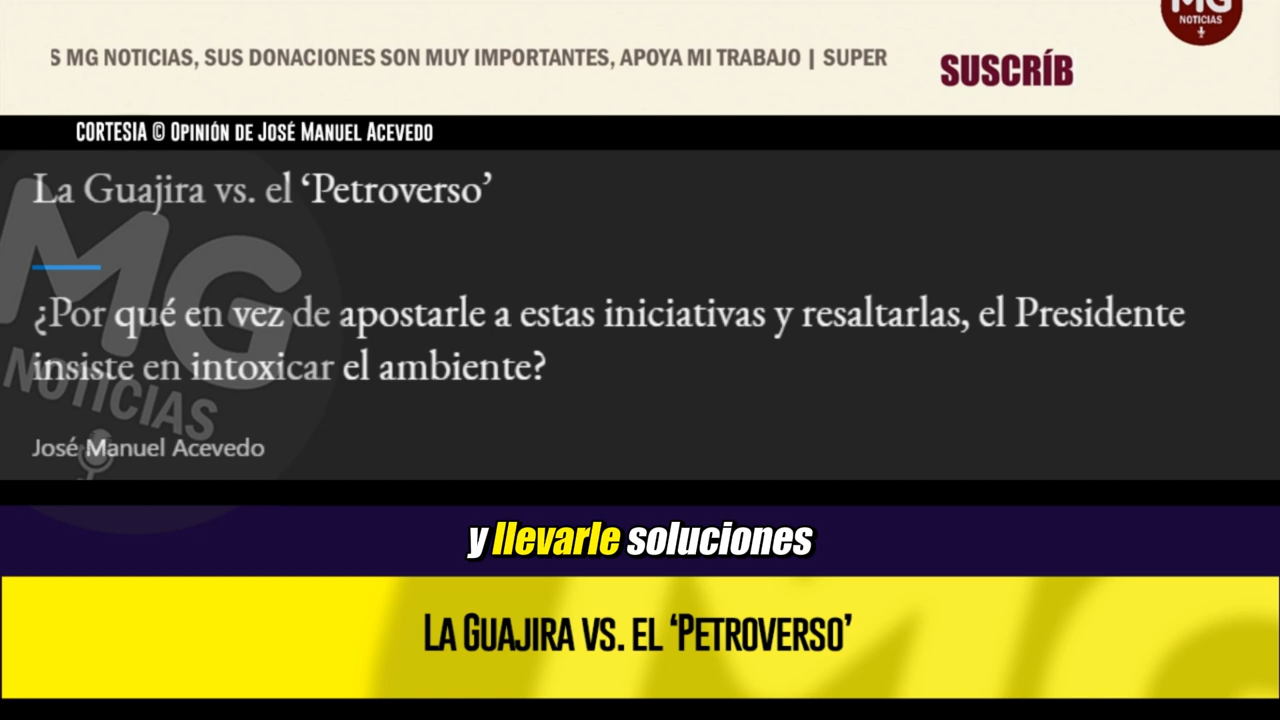 MG
NOTICIAS
S MG NOTICIAS, SUS DONACIONES SON MUY IMPORTANTES, APOYA MI TRABAJO | SUPER
SUSCRÍB
CORTESIA © OPINIÓN DE JOSÉ MANUEL ACEVEDO
La Guajira vs. el ‘Petroverso’
¿Por qué en vez de apostarle a estas iniciativas y resaltarlas, el Presidente
insiste en intoxicar el ambiente?
José Manuel Acevedo
MG
NOTICIAS
y llevarle soluciones
LA GUAJIRA VS. EL ‘PETROVERSO’